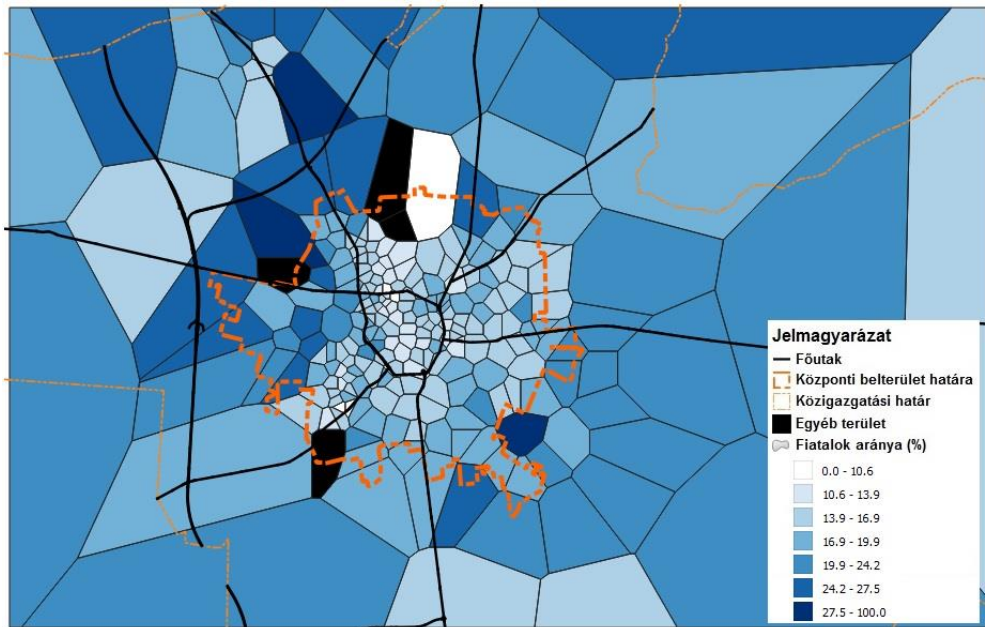 Jelmagyarázat
Főutak
Központi belterület határa
Közigazgatási határ
Egyéb terület
Fiatalok aránya (%)
0.0 - 10.6
10.6 - 13.9
13.9 - 16.9
16.9 - 19.9
19.9 - 24.2
24.2 - 27.5
27.5 - 100.0